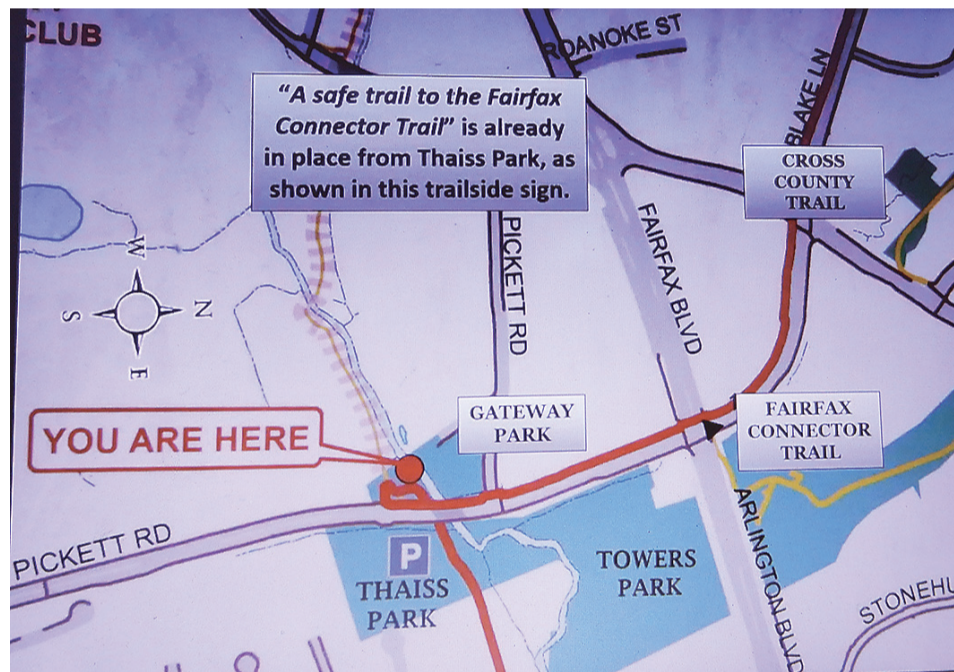 CLUB
ROANOKE ST
BLAKE LN
"A safe trail to the Fairfax
Connector Trail" is already
in place from Thaiss Park, as
shown in this trailside sign.
CROSS
COUNTY
TRAIL
PICKETT RD
FAIRFAX BLVD
W
S
N
E
YOU ARE HERE
GATEWAY
PARK
FAIRFAX
CONNECTOR
TRAIL
PICKETT RD
P
THAISS
PARK
TOWERS
PARK
ARLINGTON BLVD